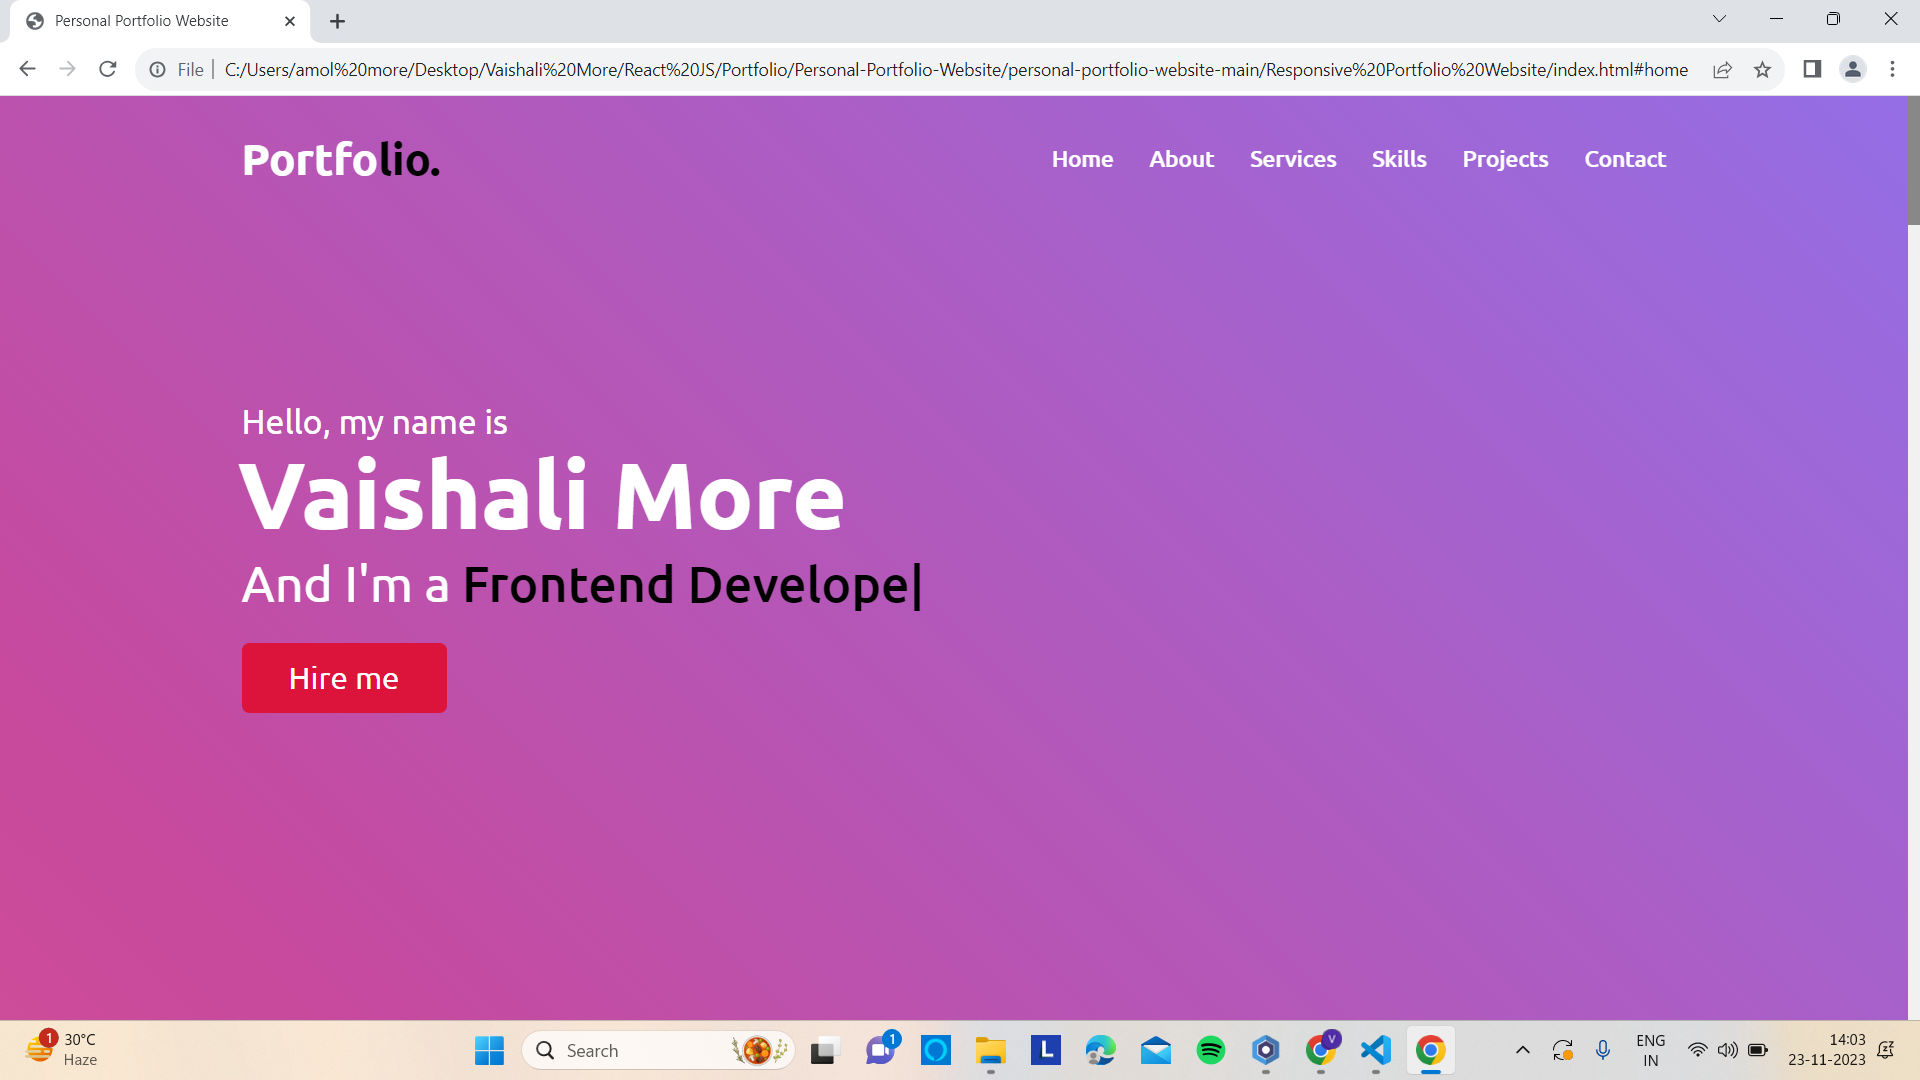 Personal Portfolio Website
File | C:/Users/amol%20more/Desktop/Vaishali%20More/React%20JS/Portfolio/Personal-Portfolio-Website/personal-portfolio-website-main/Responsive%20Portfolio%20Website/index.html#home
Portfolio. Home About Services Skills Projects Contact
Hello, my name is
Vaishali More
And I'm a Frontend Develope|
Hire me
1 30°C
Haze
Search
1
L
V
ENG
IN
14:03
23-11-2023